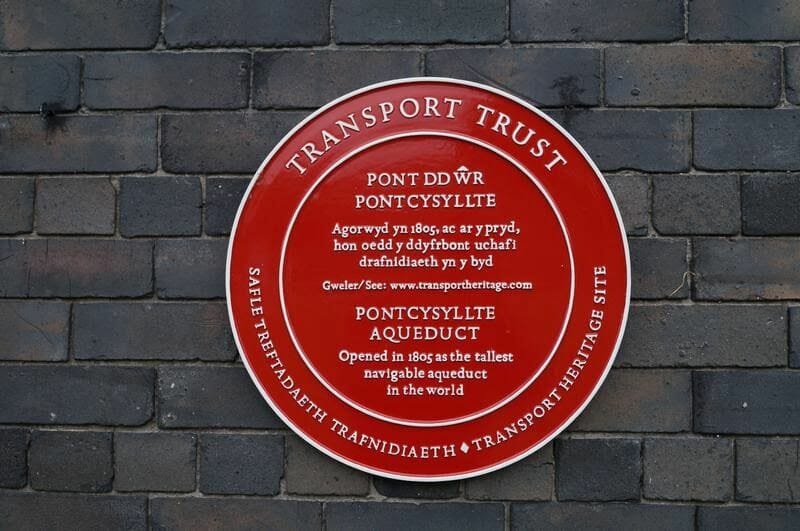 TRANSPORT TRUST
PONT DDŴR
PONTCYSYLLTE
Agorwyd yn 1805, ac ar y pryd,
hon oedd y ddyfrbont uchafi
drafnidiaeth yn y byd
Gweler/See: www.transportheritage.com
PONTCYSYLLTE
AQUEDUCT
Opened in 1805 as the tallest
navigable aqueduct
in the world
SAFLE TREFTADAETH TRAFNIDIAETH ♦ TRANSPORT HERITAGE SITE